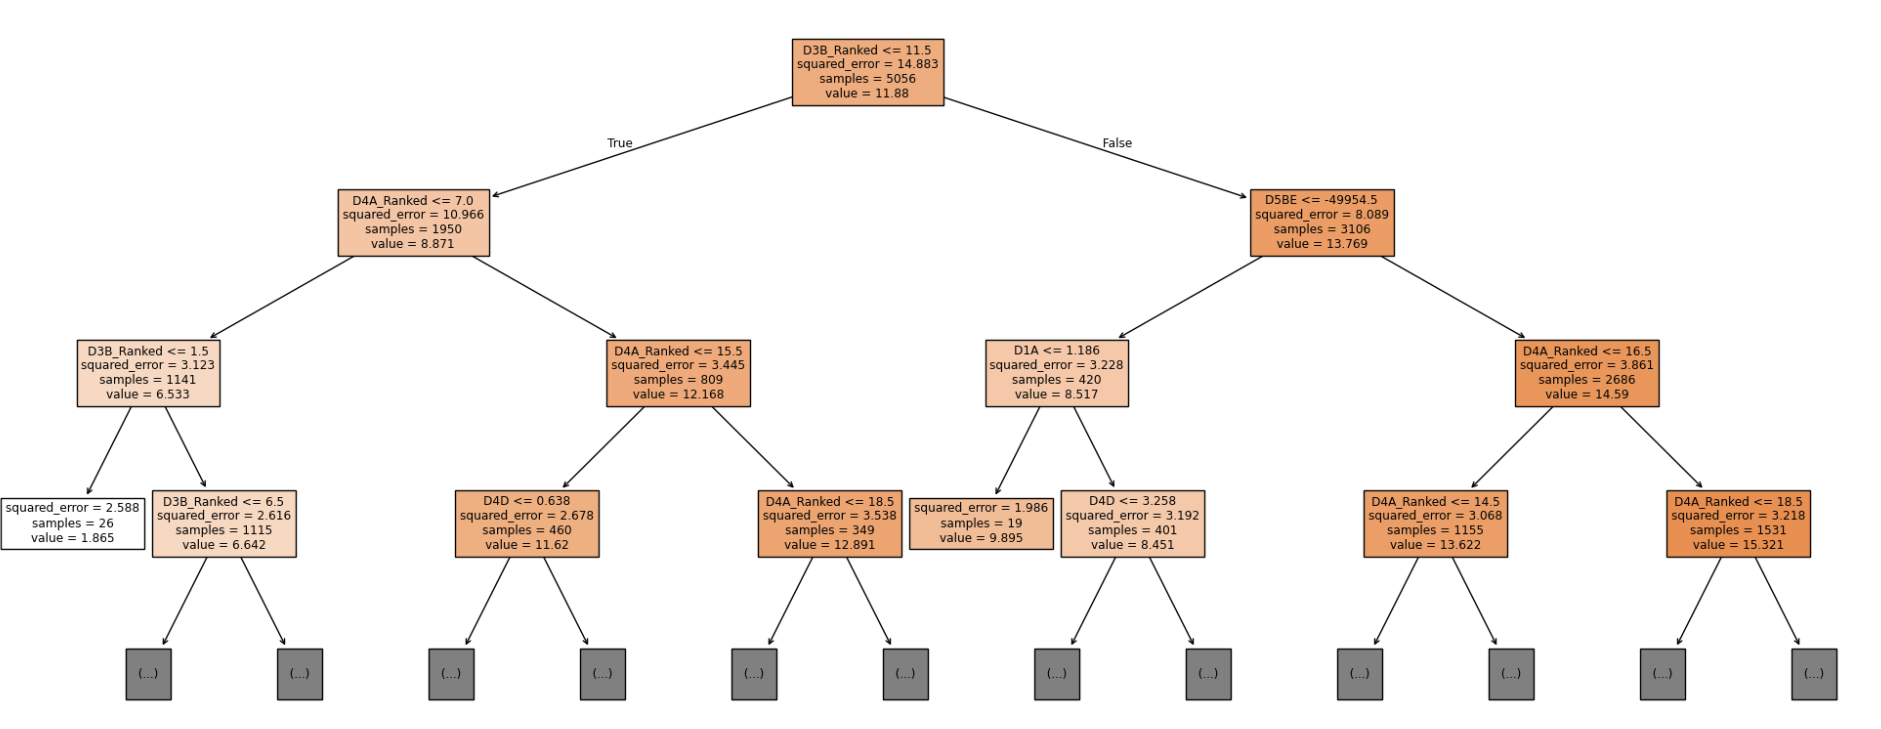 D3B_Ranked <= 11.5
squared_error = 14.883
samples = 5056
value = 11.88
True
False
D4A_Ranked <= 7.0
squared_error = 10.966
samples = 1950
value = 8.871
D5BE <= -49954.5
squared_error = 8.089
samples = 3106
value = 13.769
D3B_Ranked <= 1.5
squared_error = 3.123
samples = 1141
value = 6.533
D4A_Ranked <= 15.5
squared_error = 3.445
samples = 809
value = 12.168
D1A <= 1.186
squared_error = 3.228
samples = 420
value = 8.517
D4A_Ranked <= 16.5
squared_error = 3.861
samples = 2686
value = 14.59
squared_error = 2.588
samples = 26
value = 1.865
D3B_Ranked <= 6.5
squared_error = 2.616
samples = 1115
value = 6.642
D4D <= 0.638
squared_error = 2.678
samples = 460
value = 11.62
D4A_Ranked <= 18.5
squared_error = 3.538
samples = 349
value = 12.891
squared_error = 1.986
samples = 19
value = 9.895
D4D <= 3.258
squared_error = 3.192
samples = 401
value = 8.451
D4A_Ranked <= 14.5
squared_error = 3.068
samples = 1155
value = 13.622
D4A_Ranked <= 18.5
squared_error = 3.218
samples = 1531
value = 15.321
(...)
(...)
(...)
(...)
(...)
(...)
(...)
(...)
(...)
(...)
(...)
(...)